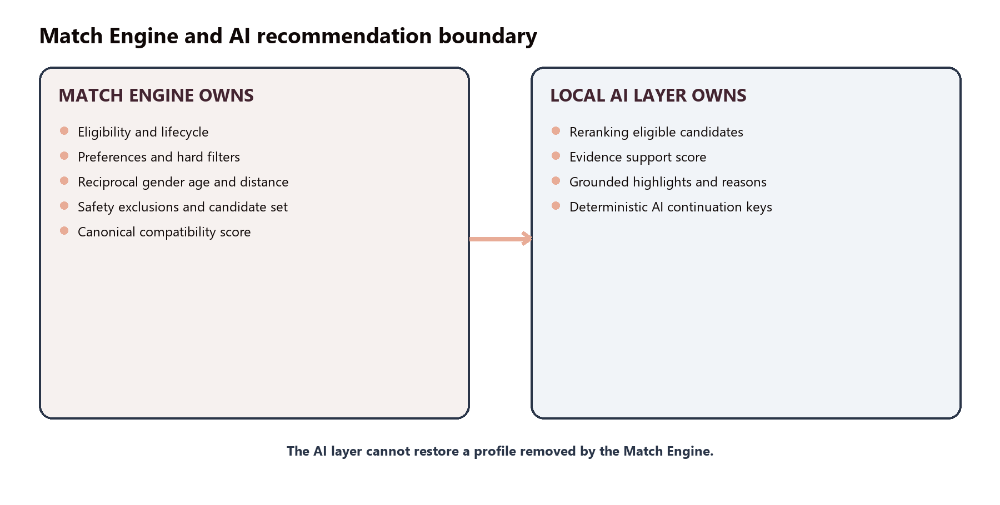 Match Engine and AI recommendation boundary
MATCH ENGINE OWNS
Eligibility and lifecycle
Preferences and hard filters
Reciprocal gender age and distance
Safety exclusions and candidate set
Canonical compatibility score
LOCAL AI LAYER OWNS
Reranking eligible candidates
Evidence support score
Grounded highlights and reasons
Deterministic AI continuation keys
The AI layer cannot restore a profile removed by the Match Engine.